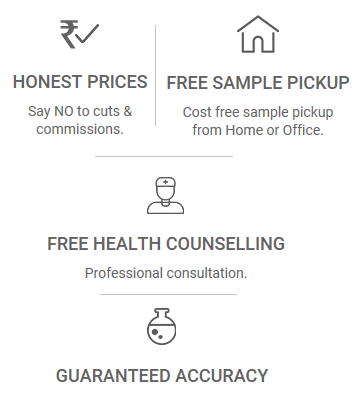 HONEST PRICES
Say NO to cuts &
commissions.
FREE SAMPLE PICKUP
Cost free sample pickup
from Home or Office.
FREE HEALTH COUNSELLING
Professional consultation.
GUARANTEED ACCURACY